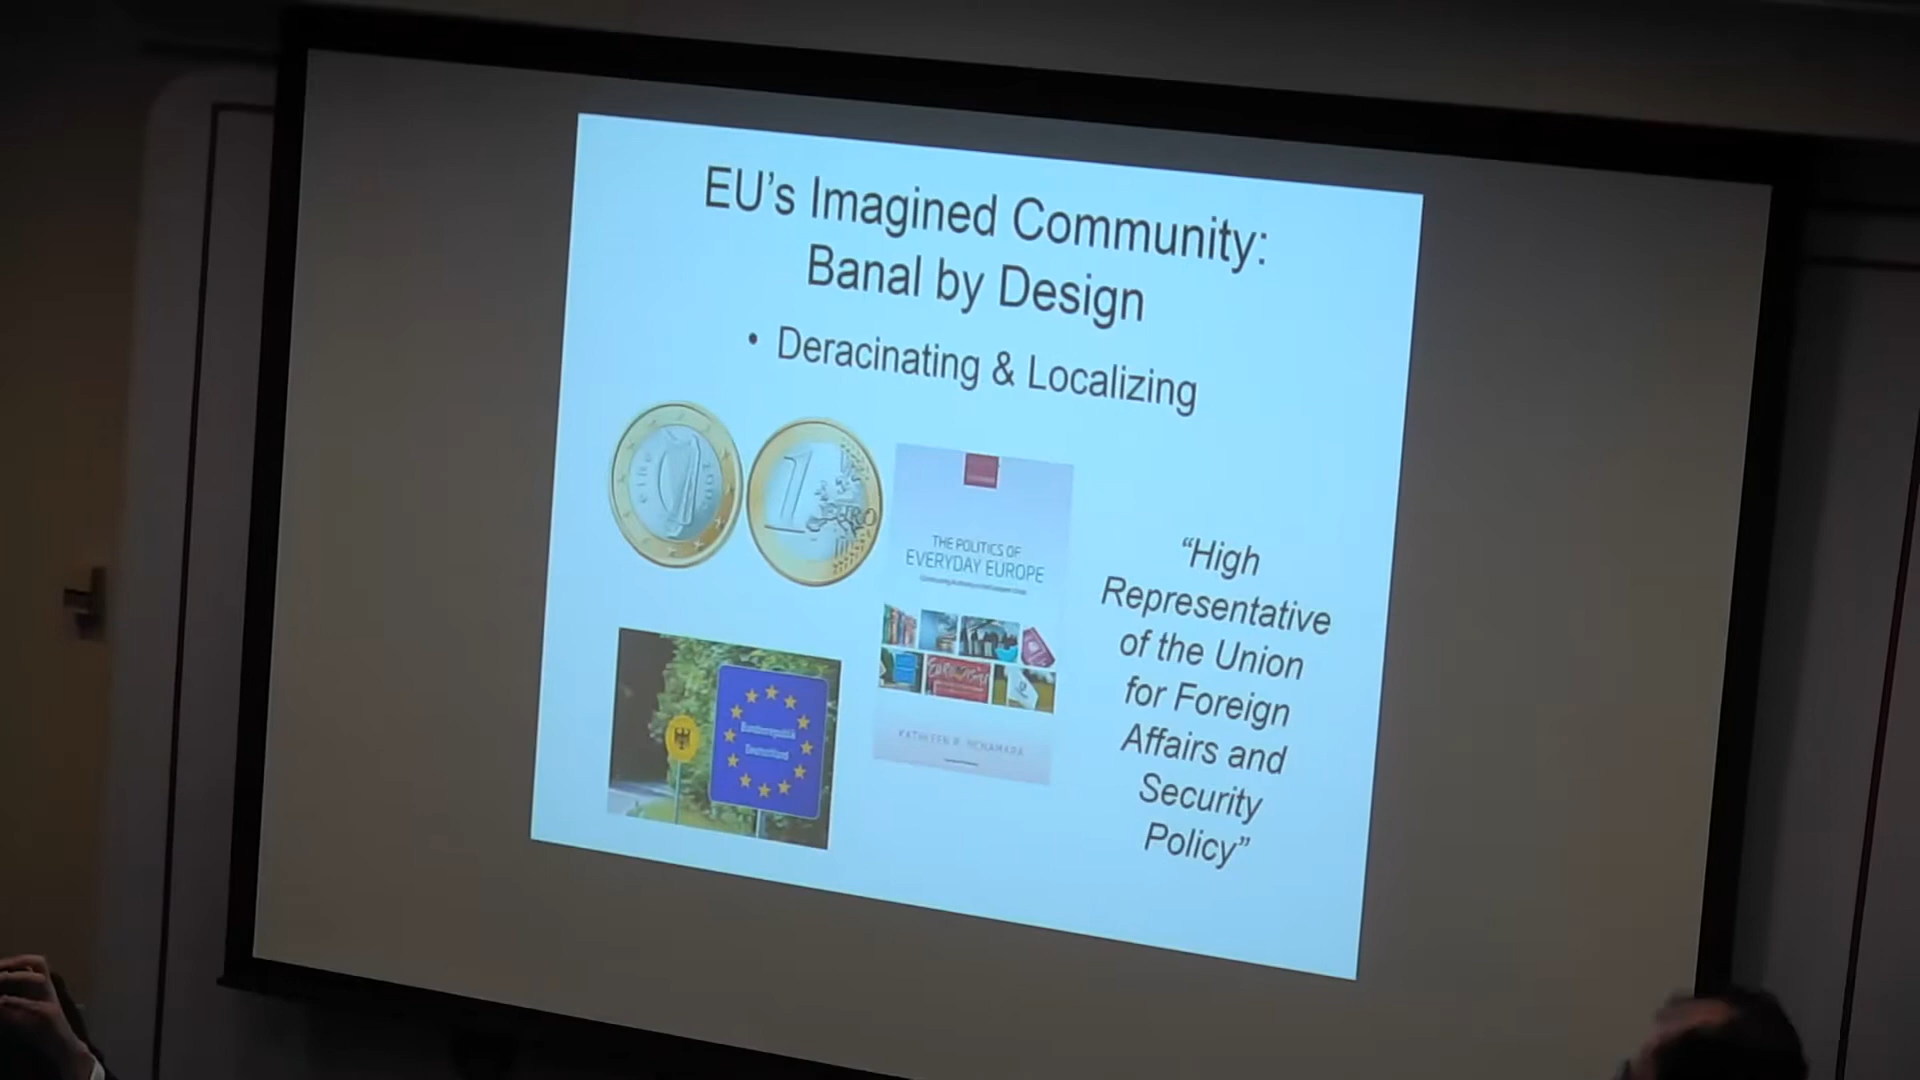 EU’s Imagined Community:
Banal by Design
• Deracinating & Localizing
1
EURO
THE POLITICS OF
EVERYDAY EUROPE
KATHLEEN R. MCNAMARA
Bundesrepublik
Deutschland
“High
Representative
of the Union
for Foreign
Affairs and
Security
Policy”